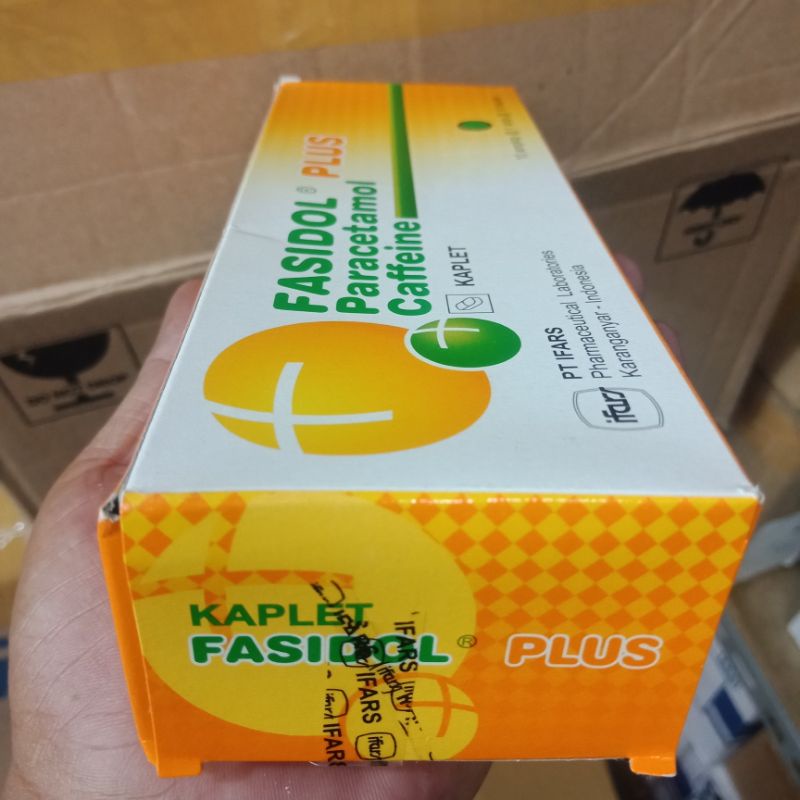 FASIDOL® PLUS
Paracetamol
Caffeine
KAPLET
PT IFARS
Pharmaceutical Laboratories
Karanganyar - Indonesia
ifars
KAPLET
FASIDOL® PLUS
IFARS
IFARS
IFARS